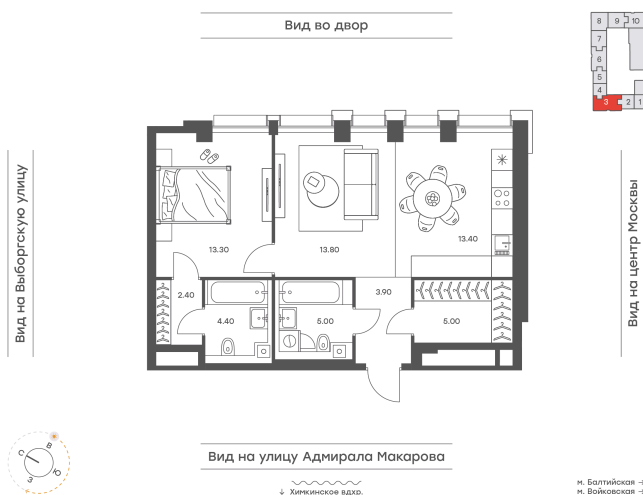 Вид во двор
8 9 10
7
6
5
4
3 2 1
Вид на Выборгскую улицу
Вид на центр Москвы
13.30
13.80
13.40
2.40
4.40
5.00
3.90
5.00
Вид на улицу Адмирала Макарова
↓ Химкинское вдхр.
С
В
Ю
З
м. Балтийская
м. Войковская